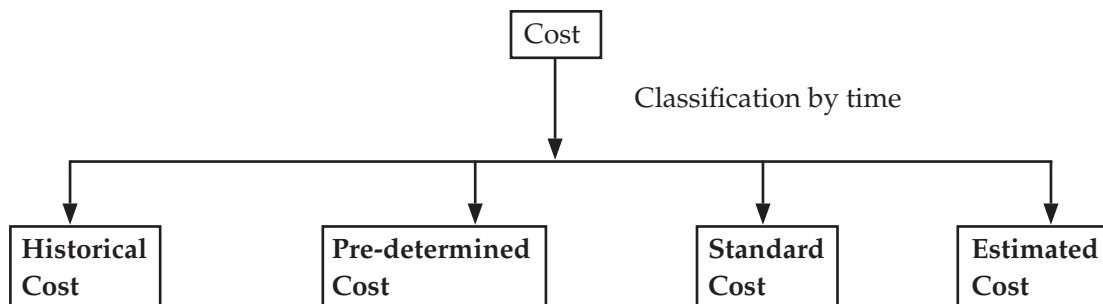 Cost
Classification by time
Historical
Cost
Pre-determined
Cost
Standard
Cost
Estimated
Cost